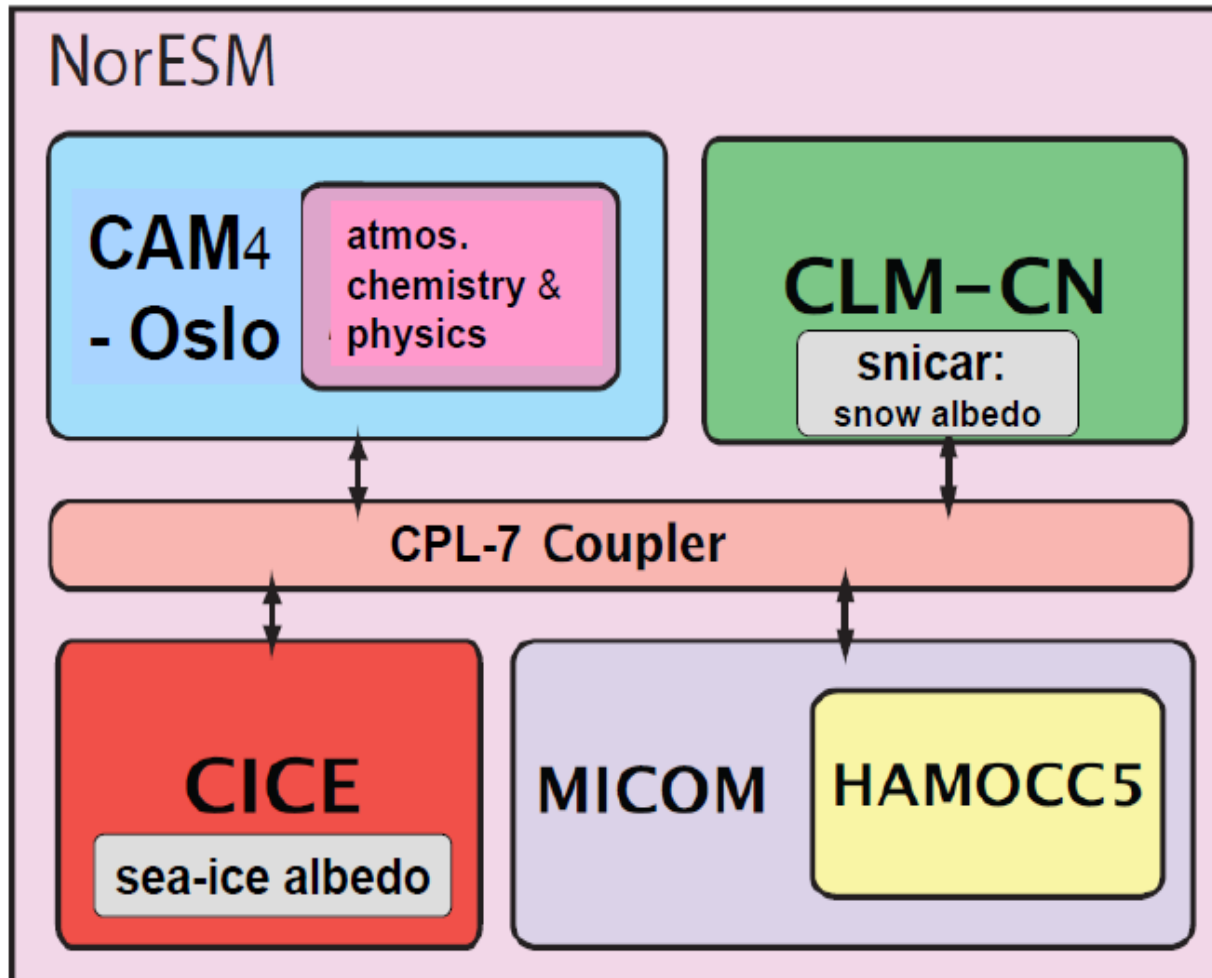 NorESM
CAM4
- Oslo
atmos.
chemistry &
physics
CLM-CN
snicar:
snow albedo
CPL-7 Coupler
CICE
sea-ice albedo
MICOM
HAMOCC5